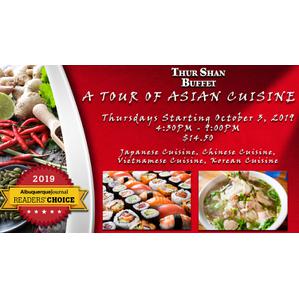 THUR SHAN
BUFFET
A TOUR OF ASIAN CUISINE
Thursdays Starting October 3, 2019
4:30PM - 9:00PM
$14.50
Japanese Cuisine, Chinese Cuisine,
Vietnamese Cuisine, Korean Cuisine
2019
Albuquerque Journal
READERS' CHOICE